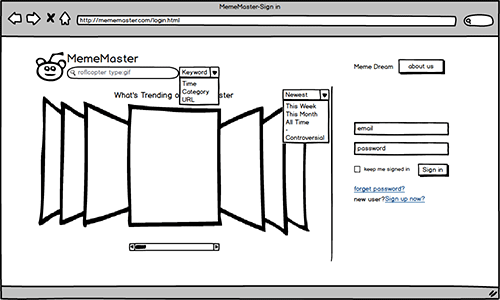 MemeMaster-Sign in
http://mememaster.com/login.html
MemeMaster
roflcopter type:gif
Keyword
Time
Category
URL
What's Trending o ster
Newest
This Week
This Month
All Time
-
Controversial
Meme Dream
about us
email
password
keep me signed in
Sign in
forget password?
new user?Sign up now?